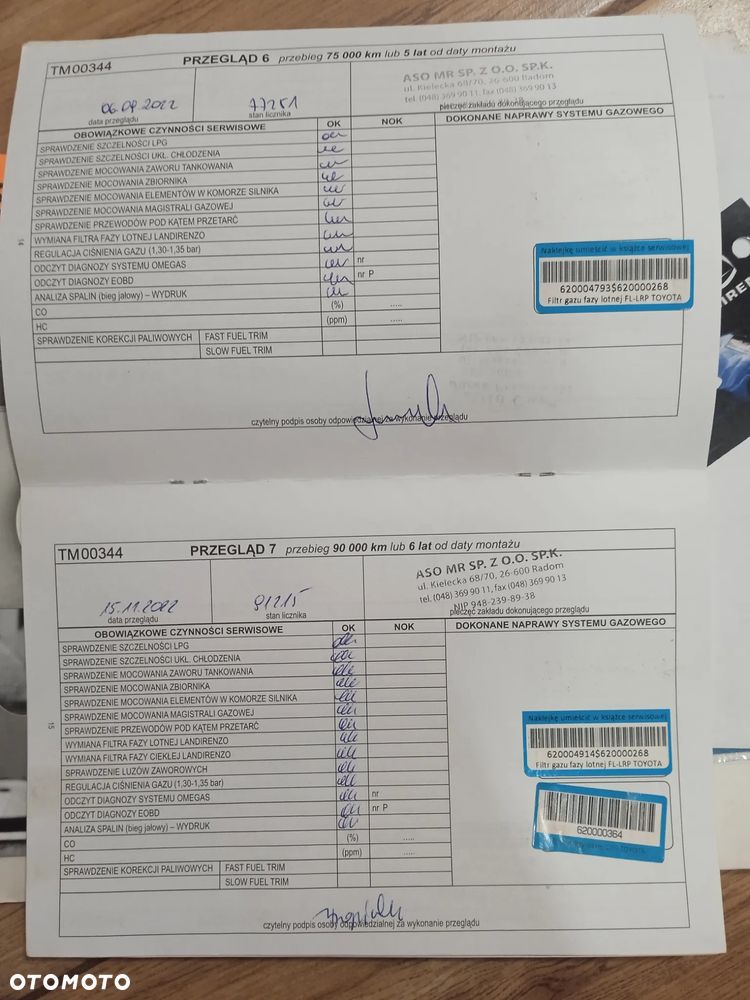 TM00344
PRZEGLĄD 6 przebieg 75 000 km lub 5 lat od daty montażu
06.09.2022
77251
ASO MR SP. Z O.O. SP.K.
ul. Kielecka 68/70, 26-600 Radom
tel. (048) 369 90 11, fax (048) 369 90 13
data przeglądu
stan licznika
pieczęć zakładu dokonującego przeglądu
OBOWIĄZKOWE CZYNNOŚCI SERWISOWE OK NOK DOKONANE NAPRAWY SYSTEMU GAZOWEGO
SPRAWDZENIE SZCZELNOŚCI LPG
SPRAWDZENIE SZCZELNOŚCI UKŁ. CHŁODZENIA
SPRAWDZENIE MOCOWANIA ZAWORU TANKOWANIA
SPRAWDZENIE MOCOWANIA ZBIORNIKA
SPRAWDZENIE MOCOWANIA ELEMENTÓW W KOMORZE SILNIKA
SPRAWDZENIE MOCOWANIA MAGISTRALI GAZOWEJ
SPRAWDZENIE PRZEWODÓW POD KĄTEM PRZETARĆ
WYMIANA FILTRA FAZY LOTNEJ LANDIRENZO
REGULACJA CIŚNIENIA GAZU (1,30-1,35 bar)
ODCZYT DIAGNOZY SYSTEMU OMEGAS nr
ODCZYT DIAGNOZY EOBD nr P
ANALIZA SPALIN (bieg jałowy) – WYDRUK
CO (%) .....
HC (ppm) .....
SPRAWDZENIE KOREKCJI PALIWOWYCH FAST FUEL TRIM
SLOW FUEL TRIM
Naklejkę umieścić w książce serwisowej
620004793$620000268
Filtr gazu fazy lotnej FL-LRP TOYOTA
czytelny podpis osoby odpowiedzialnej za wykonanie przeglądu
14
TM00344
PRZEGLĄD 7 przebieg 90 000 km lub 6 lat od daty montażu
15.11.2022
91215
ASO MR SP. Z O.O. SP.K.
ul. Kielecka 68/70, 26-600 Radom
tel. (048) 369 90 11, fax (048) 369 90 13
NIP 948-239-89-38
data przeglądu
stan licznika
pieczęć zakładu dokonującego przeglądu
OBOWIĄZKOWE CZYNNOŚCI SERWISOWE OK NOK DOKONANE NAPRAWY SYSTEMU GAZOWEGO
SPRAWDZENIE SZCZELNOŚCI LPG
SPRAWDZENIE SZCZELNOŚCI UKŁ. CHŁODZENIA
SPRAWDZENIE MOCOWANIA ZAWORU TANKOWANIA
SPRAWDZENIE MOCOWANIA ZBIORNIKA
SPRAWDZENIE MOCOWANIA ELEMENTÓW W KOMORZE SILNIKA
SPRAWDZENIE MOCOWANIA MAGISTRALI GAZOWEJ
SPRAWDZENIE PRZEWODÓW POD KĄTEM PRZETARĆ
WYMIANA FILTRA FAZY LOTNEJ LANDIRENZO
WYMIANA FILTRA FAZY CIEKŁEJ LANDIRENZO
SPRAWDZENIE LUZÓW ZAWOROWYCH
REGULACJA CIŚNIENIA GAZU (1,30-1,35 bar)
ODCZYT DIAGNOZY SYSTEMU OMEGAS nr
ODCZYT DIAGNOZY EOBD nr P
ANALIZA SPALIN (bieg jałowy) – WYDRUK
CO (%) .....
HC (ppm) .....
SPRAWDZENIE KOREKCJI PALIWOWYCH FAST FUEL TRIM
SLOW FUEL TRIM
Naklejkę umieścić w książce serwisowej
620004914$620000268
Filtr gazu fazy lotnej FL-LRP TOYOTA
620000364
TOYOTA
czytelny podpis osoby odpowiedzialnej za wykonanie przeglądu
15
OTOMOTO